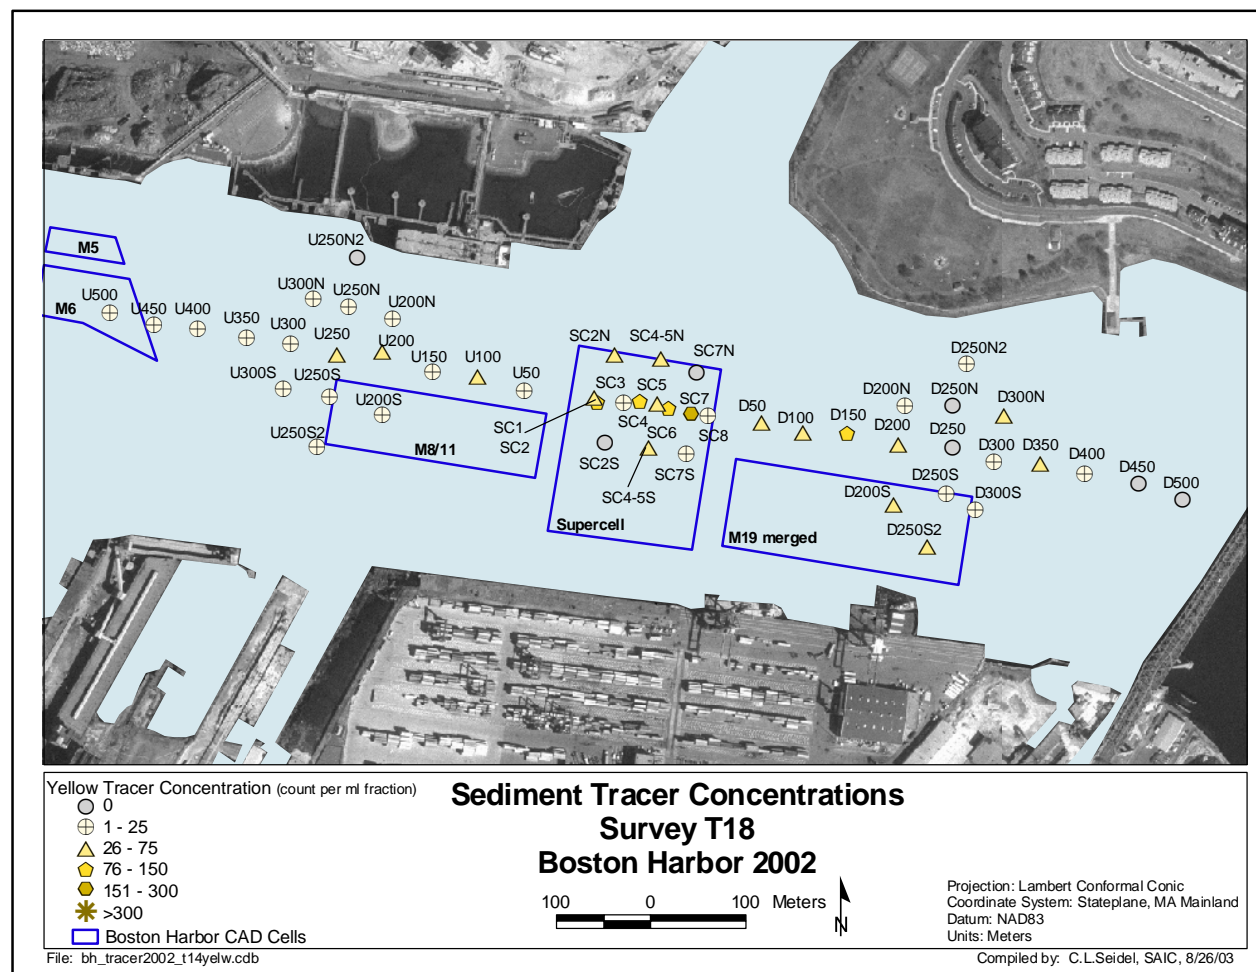 U250N2
M5
U300N
U250N
U200N
M6
U500
U450
U400
U350
U300
U250
U200
U150
U100
U50
U300S
U250S
U200S
U250S2
M8/11
SC2N
SC4-5N
SC7N
SC3
SC5
SC7
SC1
SC4
SC8
SC2
SC6
SC2S
SC7S
SC4-5S
Supercell
D250N2
D200N
D250N
D300N
D50
D100
D150
D200
D250
D300
D350
D400
D450
D500
D250S
D200S
D300S
D250S2
M19 merged
Yellow Tracer Concentration (count per ml fraction)
0
1 - 25
26 - 75
76 - 150
151 - 300
>300
Boston Harbor CAD Cells
Sediment Tracer Concentrations
Survey T18
Boston Harbor 2002
100 0 100 Meters
N
Projection: Lambert Conformal Conic
Coordinate System: Stateplane, MA Mainland
Datum: NAD83
Units: Meters
File: bh_tracer2002_t14yelw.cdb
Compiled by: C.L.Seidel, SAIC, 8/26/03